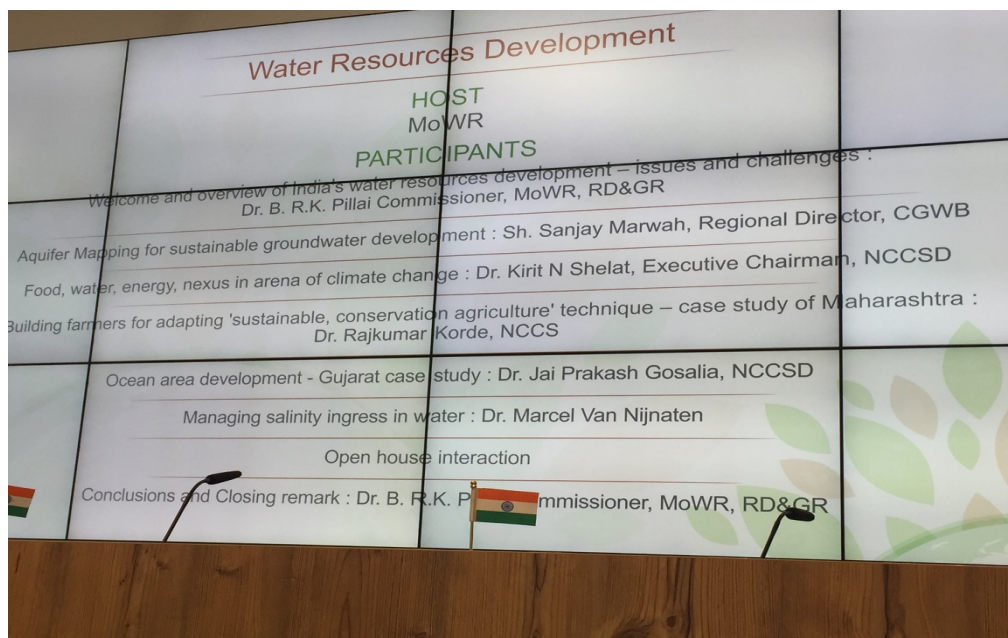 Water Resources Development
HOST
MoWR
PARTICIPANTS
Welcome and overview of India's water resources development – issues and challenges :
Dr. B. R.K. Pillai Commissioner, MoWR, RD&GR
Aquifer Mapping for sustainable groundwater development : Sh. Sanjay Marwah, Regional Director, CGWB
Food, water, energy, nexus in arena of climate change : Dr. Kirit N Shelat, Executive Chairman, NCCSD
Building farmers for adapting 'sustainable, conservation agriculture' technique – case study of Maharashtra :
Dr. Rajkumar Korde, NCCS
Ocean area development - Gujarat case study : Dr. Jai Prakash Gosalia, NCCSD
Managing salinity ingress in water : Dr. Marcel Van Nijnaten
Open house interaction
Conclusions and Closing remark : Dr. B. R.K. P mmissioner, MoWR, RD&GR